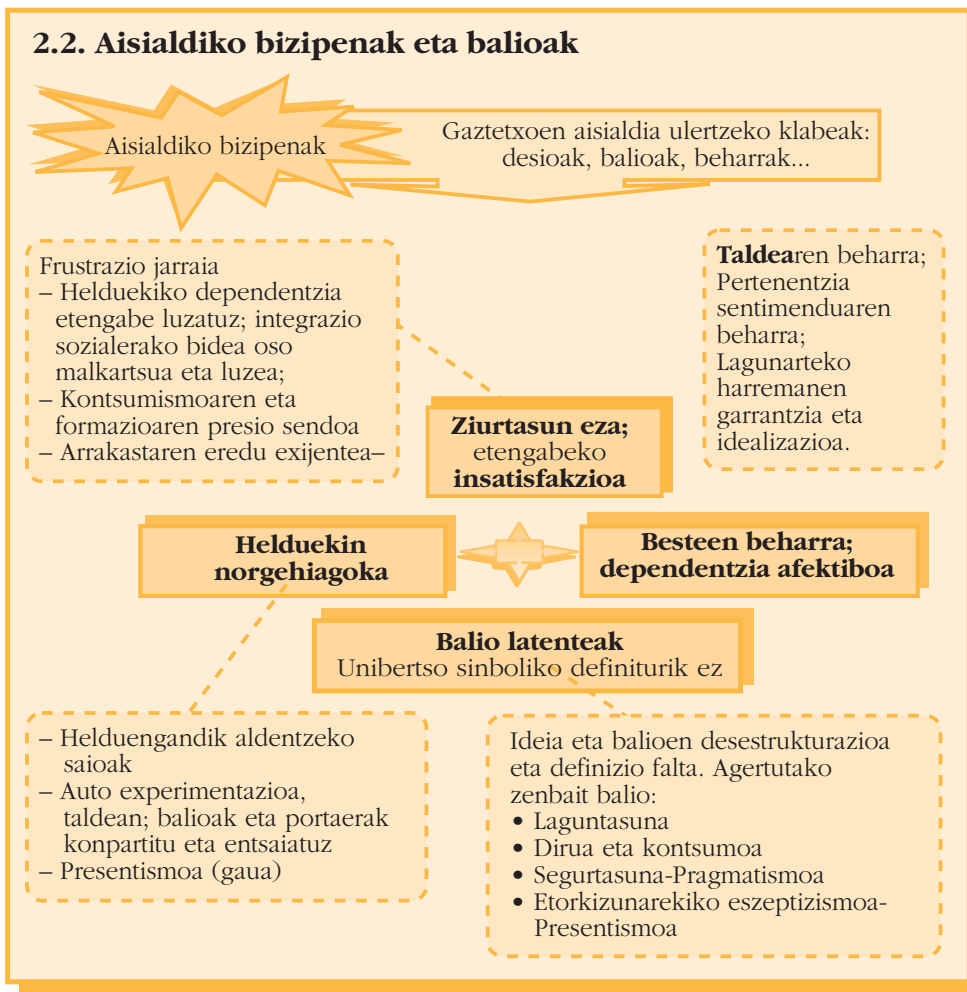 2.2. Aisialdiko bizipenak eta balioak
Aisialdiko bizipenak
Gaztetxoen aisialdia ulertzeko klabeak:
desioak, balioak, beharrak...
Frustrazio jarraia
– Helduekiko dependentzia
etengabe luzatuz; integrazio
sozialerako bidea oso
malkartsua eta luzea;
– Kontsumismoaren eta
formazioaren presio sendoa
– Arrakastaren eredu exijentea–
Taldearen beharra;
Pertenentzia
sentimenduaren
beharra;
Lagunarteko
harremanen
garrantzia eta
idealizazioa.
Ziurtasun eza;
etengabeko
insatisfakzioa
Helduekin
norgehiagoka
Besteen beharra;
dependentzia afektiboa
Balio latenteak
Unibertso sinboliko definiturik ez
– Helduengandik aldentzeko
saioak
– Auto experimentazioa,
taldean; balioak eta portaerak
konpartitu eta entsaiatuz
– Presentismoa (gaua)
Ideia eta balioen desestrukturazioa
eta definizio falta. Agertutako
zenbait balio:
• Laguntasuna
• Dirua eta kontsumoa
• Segurtasuna-Pragmatismoa
• Etorkizunarekiko eszeptizismoa-
Presentismoa